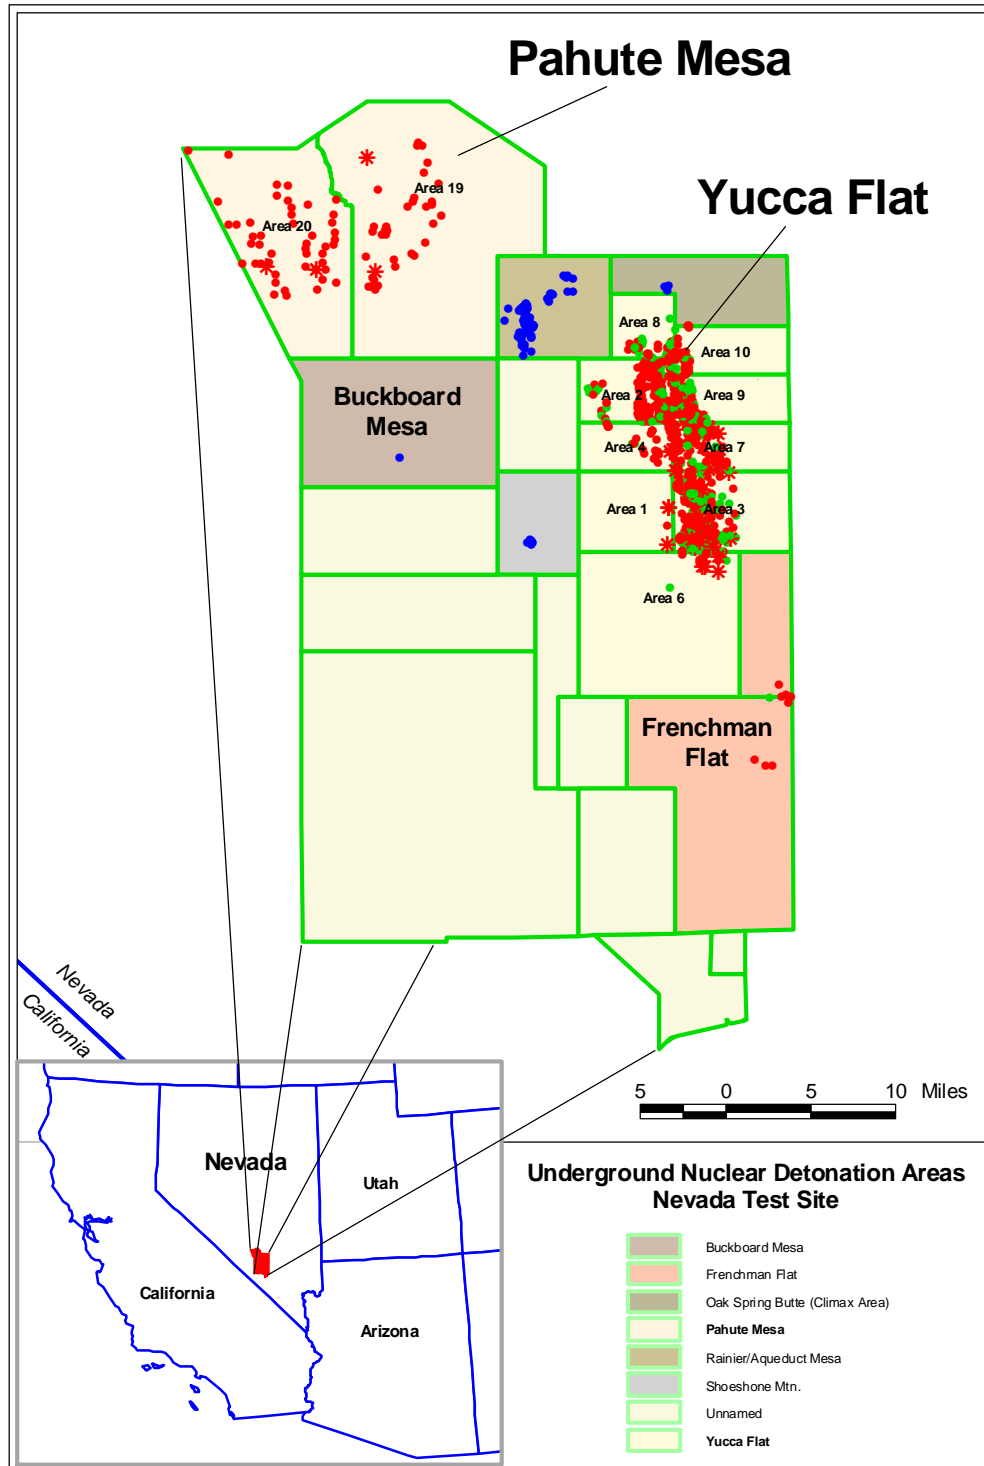 Pahute Mesa
Yucca Flat
Area 19
Area 20
Area 8
Area 10
Area 2
Area 9
Area 4
Area 7
Area 1
Area 3
Area 6
Buckboard
Mesa
Frenchman
Flat
Nevada
California
5 0 5 10 Miles
Nevada
Utah
California
Arizona
Underground Nuclear Detonation Areas
Nevada Test Site
Buckboard Mesa
Frenchman Flat
Oak Spring Butte (Climax Area)
Pahute Mesa
Rainier/Aqueduct Mesa
Shoeshone Mtn.
Unnamed
Yucca Flat